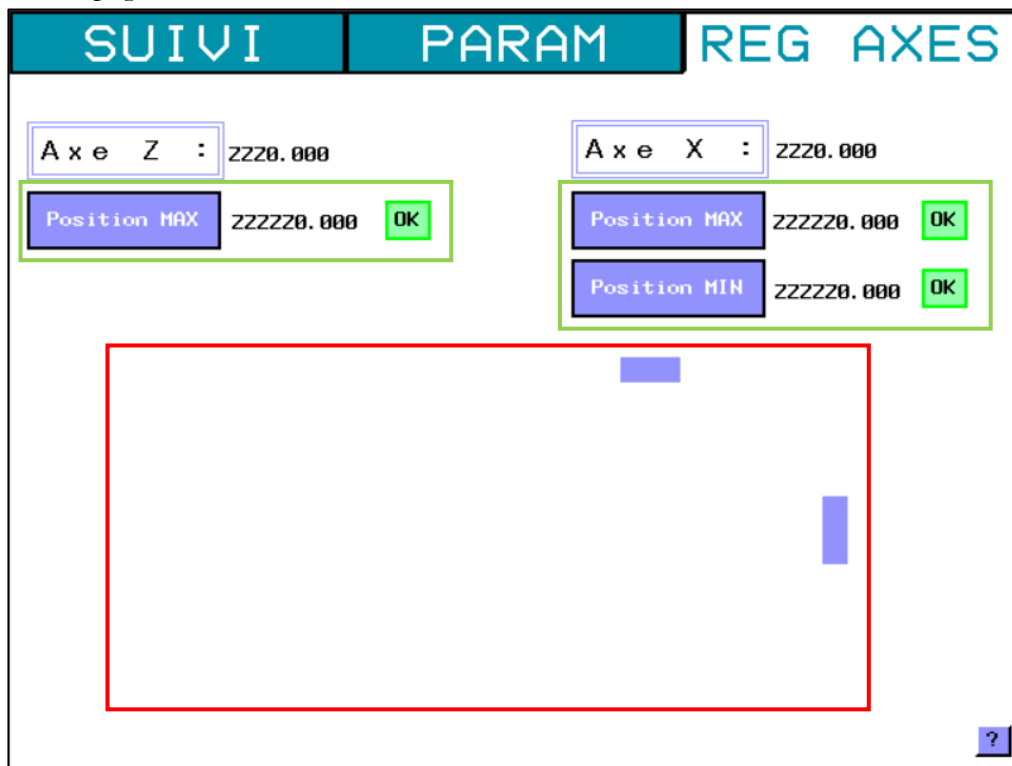 SUIVI PARAM REG AXES
Axe Z : ZZZ0.000 Axe X : ZZZ0.000
Position MAX ZZZZZ0.000 OK Position MAX ZZZZZ0.000 OK
Position MIN ZZZZZ0.000 OK
?